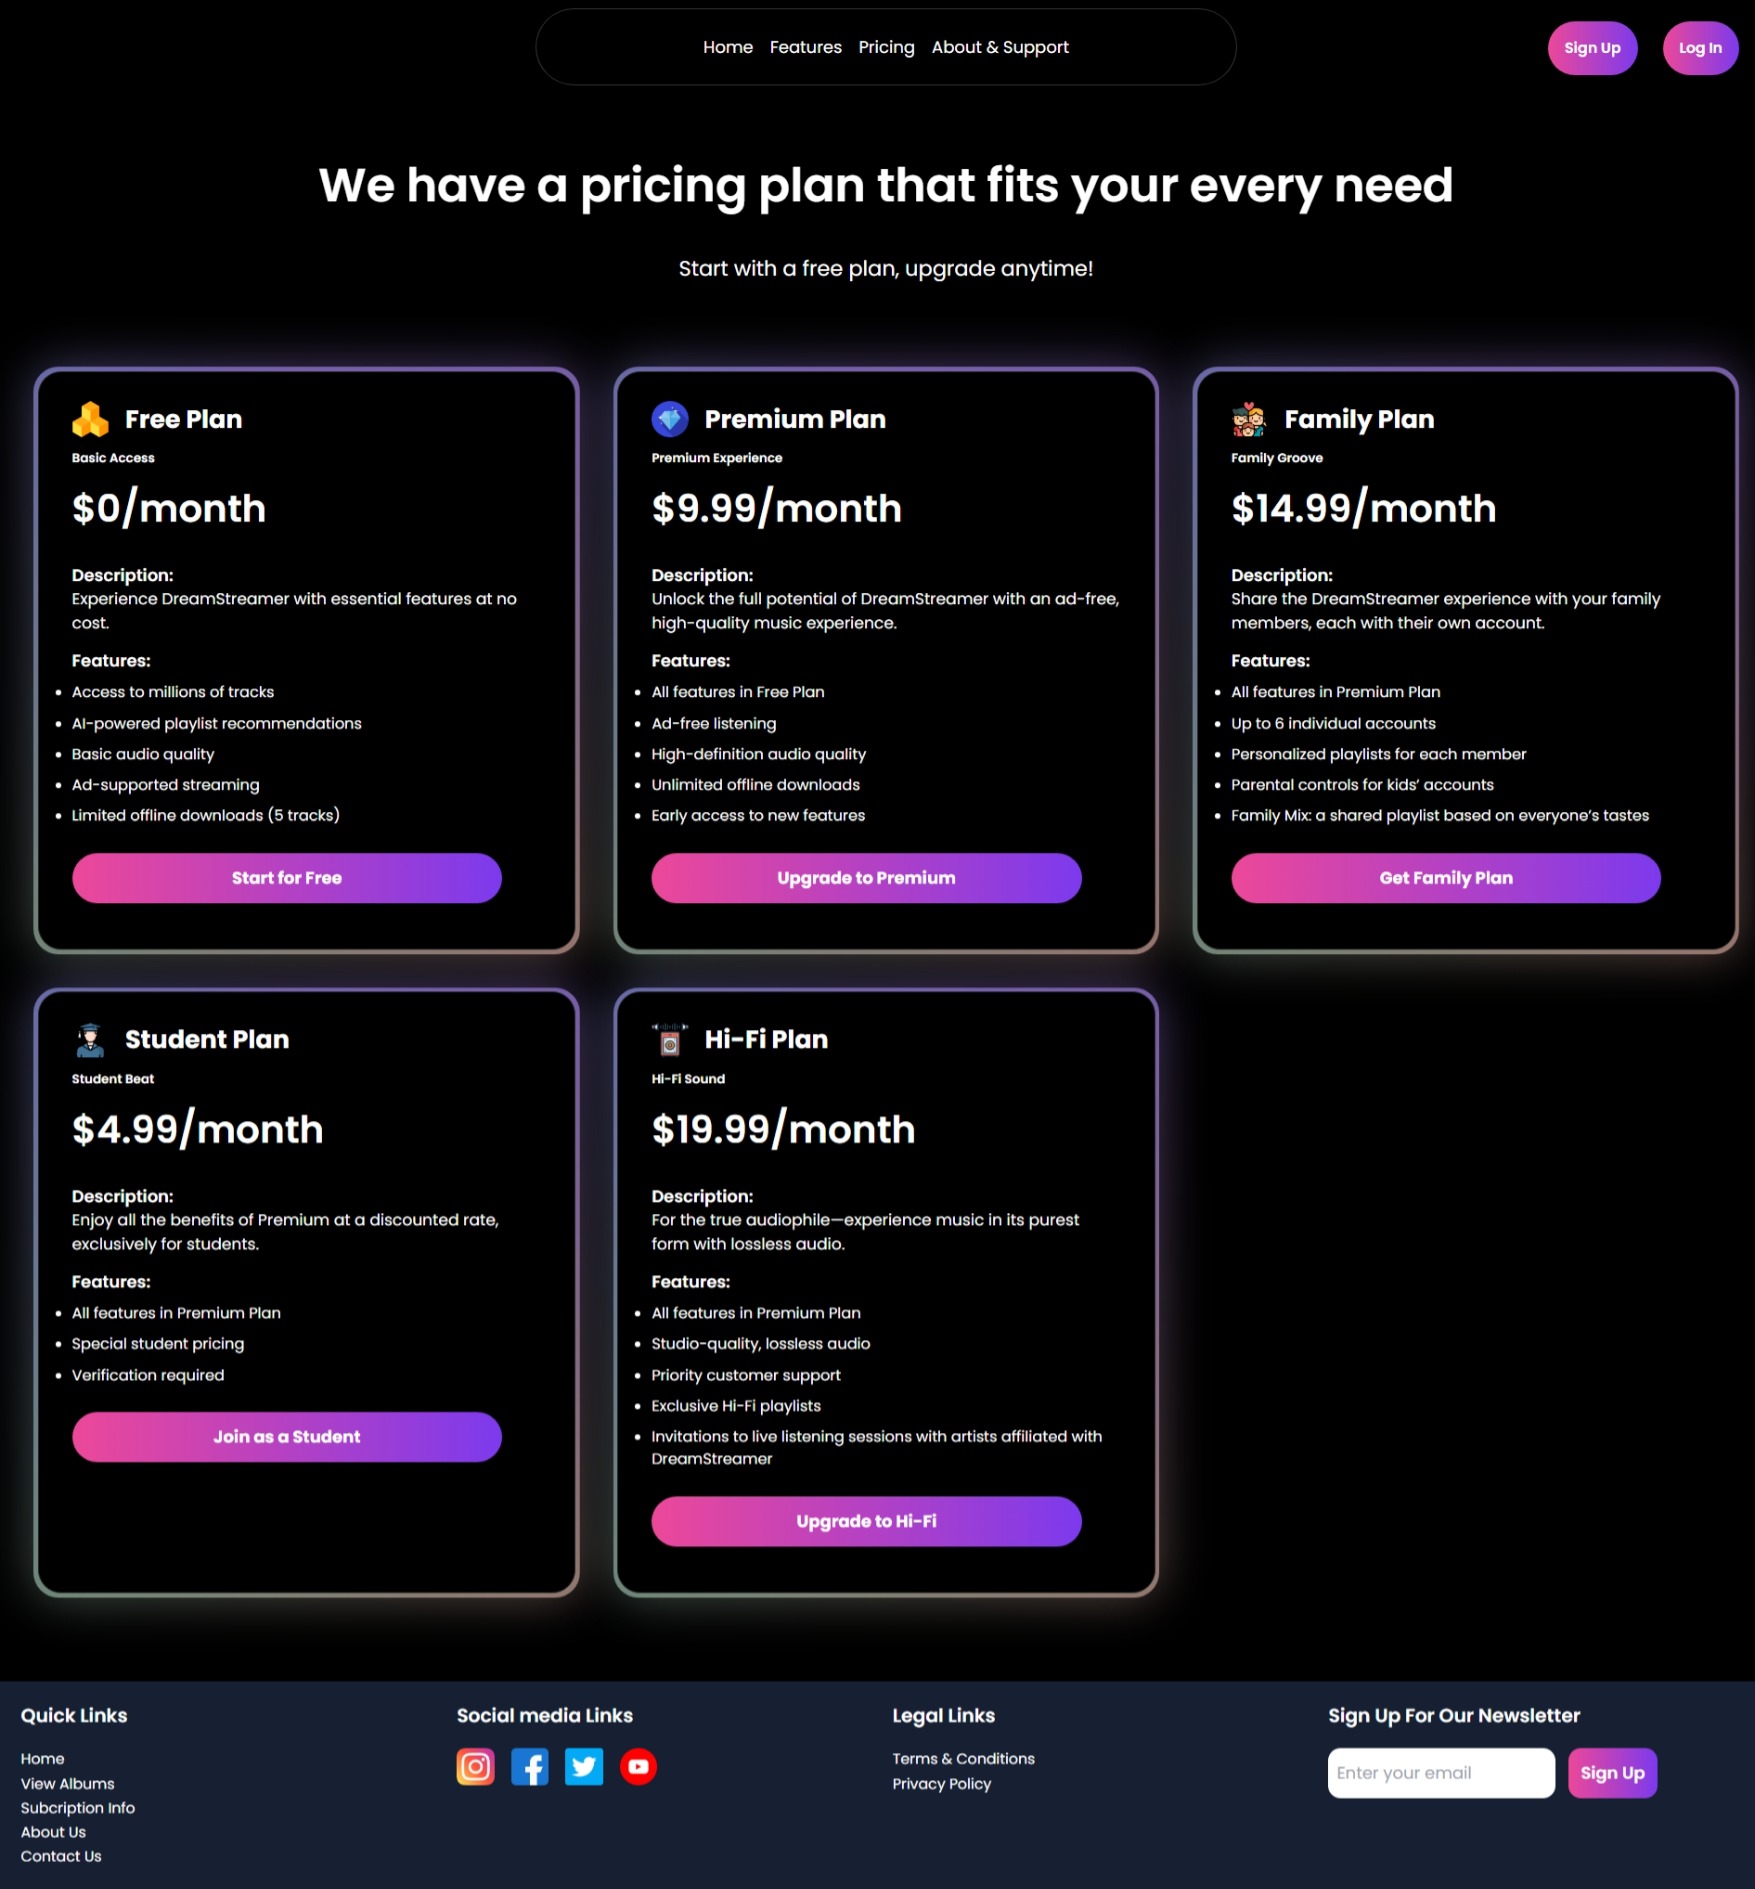 Home Features Pricing About & Support
Sign Up Log In
We have a pricing plan that fits your every need
Start with a free plan, upgrade anytime!
Free Plan
Basic Access
$0/month
Description:
Experience DreamStreamer with essential features at no
cost.
Features:
• Access to millions of tracks
• AI-powered playlist recommendations
• Basic audio quality
• Ad-supported streaming
• Limited offline downloads (5 tracks)
Start for Free
Premium Plan
Premium Experience
$9.99/month
Description:
Unlock the full potential of DreamStreamer with an ad-free,
high-quality music experience.
Features:
• All features in Free Plan
• Ad-free listening
• High-definition audio quality
• Unlimited offline downloads
• Early access to new features
Upgrade to Premium
Family Plan
Family Groove
$14.99/month
Description:
Share the DreamStreamer experience with your family
members, each with their own account.
Features:
• All features in Premium Plan
• Up to 6 individual accounts
• Personalized playlists for each member
• Parental controls for kids’ accounts
• Family Mix: a shared playlist based on everyone’s tastes
Get Family Plan
Student Plan
Student Beat
$4.99/month
Description:
Enjoy all the benefits of Premium at a discounted rate,
exclusively for students.
Features:
• All features in Premium Plan
• Special student pricing
• Verification required
Join as a Student
Hi-Fi Plan
Hi-Fi Sound
$19.99/month
Description:
For the true audiophile—experience music in its purest
form with lossless audio.
Features:
• All features in Premium Plan
• Studio-quality, lossless audio
• Priority customer support
• Exclusive Hi-Fi playlists
• Invitations to live listening sessions with artists affiliated with
DreamStreamer
Upgrade to Hi-Fi
Quick Links
Home
View Albums
Subcription Info
About Us
Contact Us
Social media Links
Legal Links
Terms & Conditions
Privacy Policy
Sign Up For Our Newsletter
Enter your email
Sign Up